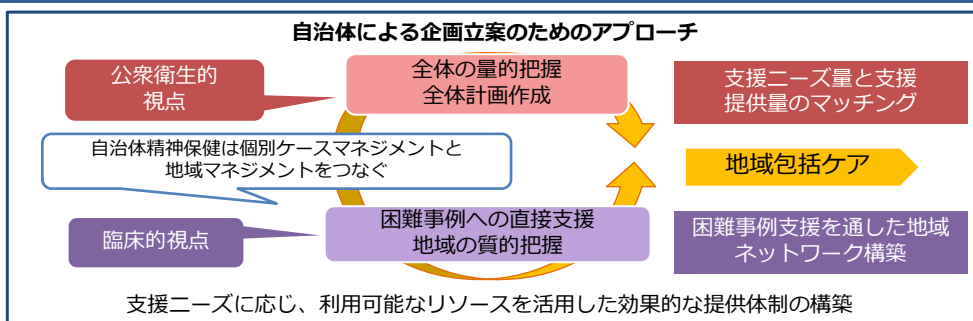 自治体による企画立案のためのアプローチ
公衆衛生的
視点
全体の量的把握
全体計画作成
支援ニーズ量と支援
提供量のマッチング
自治体精神保健は個別ケースマネジメントと
地域マネジメントをつなぐ
地域包括ケア
臨床的視点
困難事例への直接支援
地域の質的把握
困難事例支援を通した地域
ネットワーク構築
支援ニーズに応じ、利用可能なリソースを活用した効果的な提供体制の構築